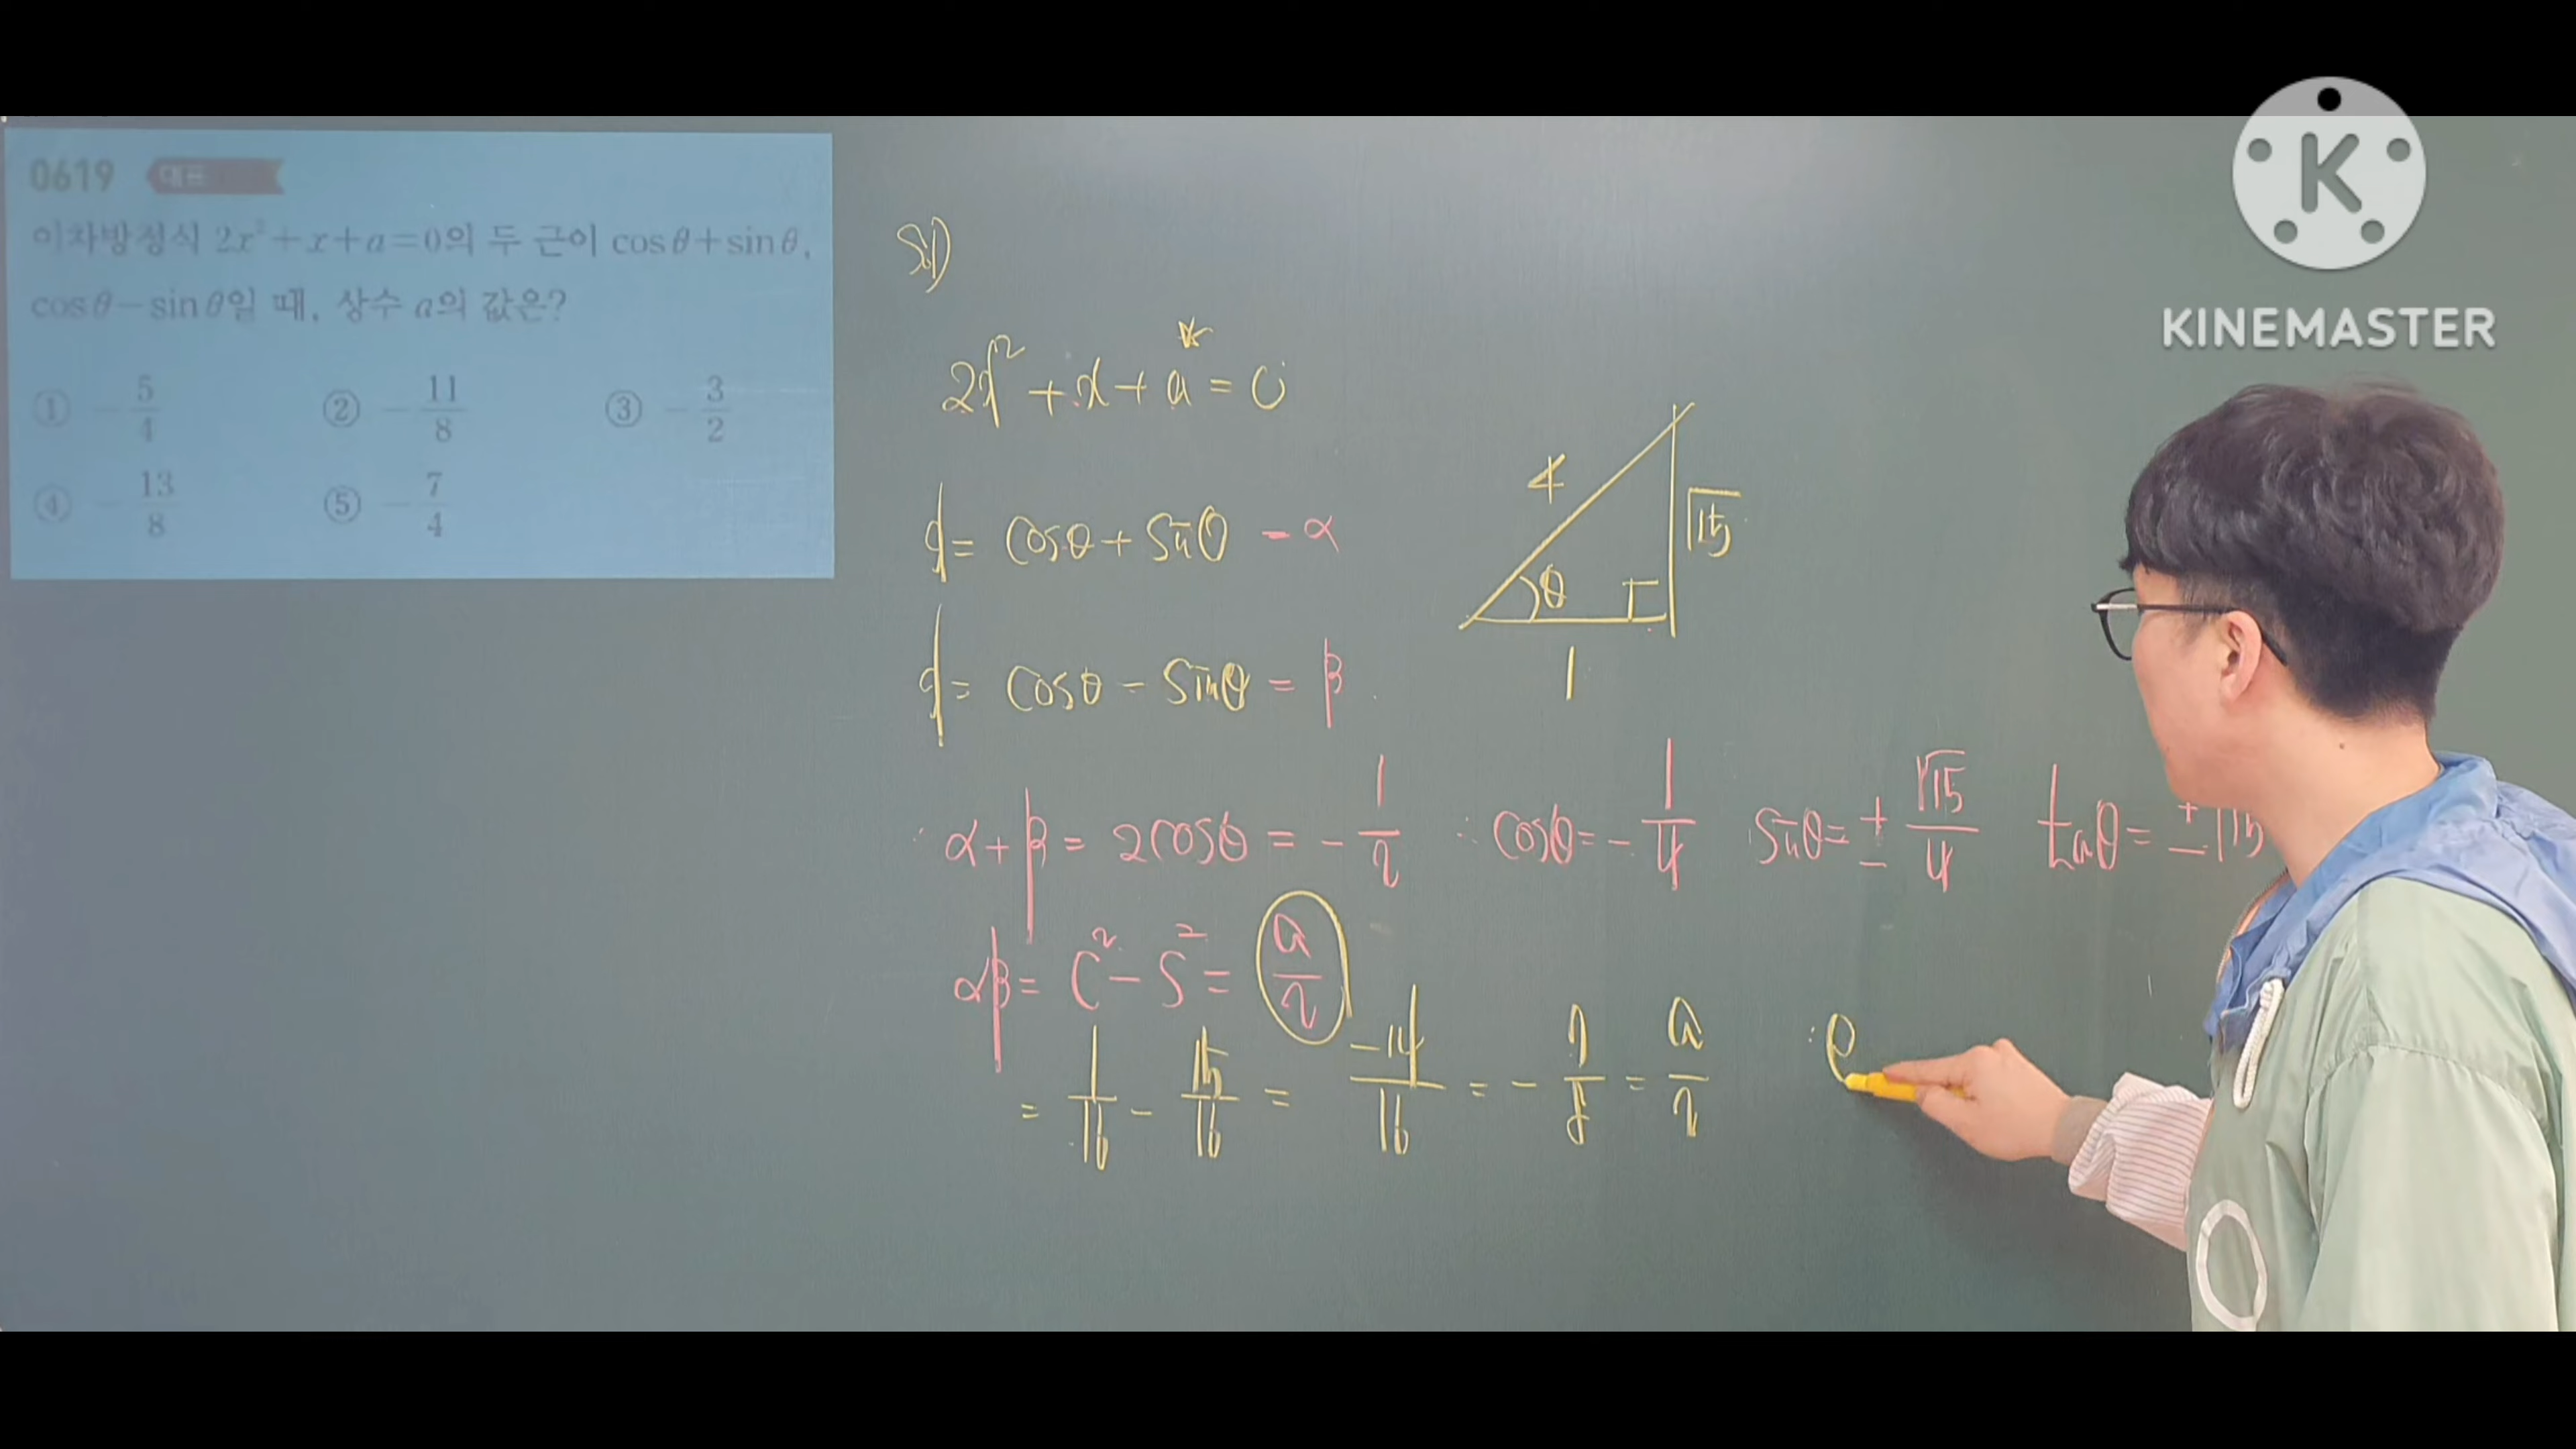 0619 대표
이차방정식 2x²+x+a=0의 두 근이 cosθ+sinθ,
cosθ−sinθ일 때, 상수 a의 값은?
① −5/4 ② −11/8 ③ −3/2
④ −13/8 ⑤ −7/4
K
KINEMASTER
sol)
2x²+x+a=0
x= cosθ+sinθ = α
x= cosθ−sinθ = β
4 √15 θ 1
α+β= 2cosθ = −1/2 ∴ cosθ=−1/4 sinθ=± √15/4 tanθ= ±√15
αβ= C²−S²= a/2
= 1/16 − 15/16 = −14/16 = −7/8 = a/2